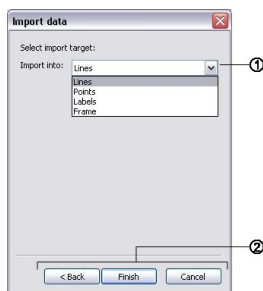 Import data
Select import target:
Import into: Lines
①
Lines
Points
Labels
Frame
②
< Back Finish Cancel